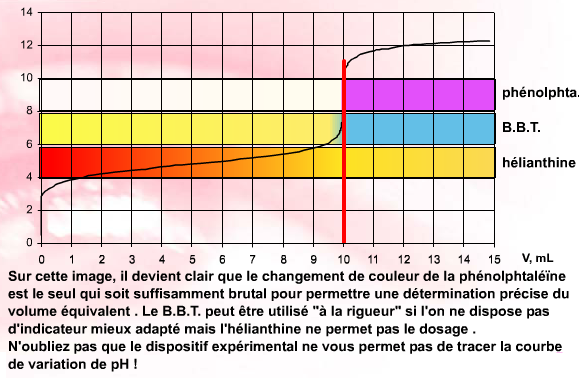 14
12
10
8
6
4
2
0
phénolphta.
B.B.T.
hélianthine
0 1 2 3 4 5 6 7 8 9 10 11 12 13 14 15
V, mL
Sur cette image, il devient clair que le changement de couleur de la phénolphtaléïne
est le seul qui soit suffisamment brutal pour permettre une détermination précise du
volume équivalent . Le B.B.T. peut être utilisé "à la rigueur" si l'on ne dispose pas
d'indicateur mieux adapté mais l'hélianthine ne permet pas le dosage .
N'oubliez pas que le dispositif expérimental ne vous permet pas de tracer la courbe
de variation de pH !